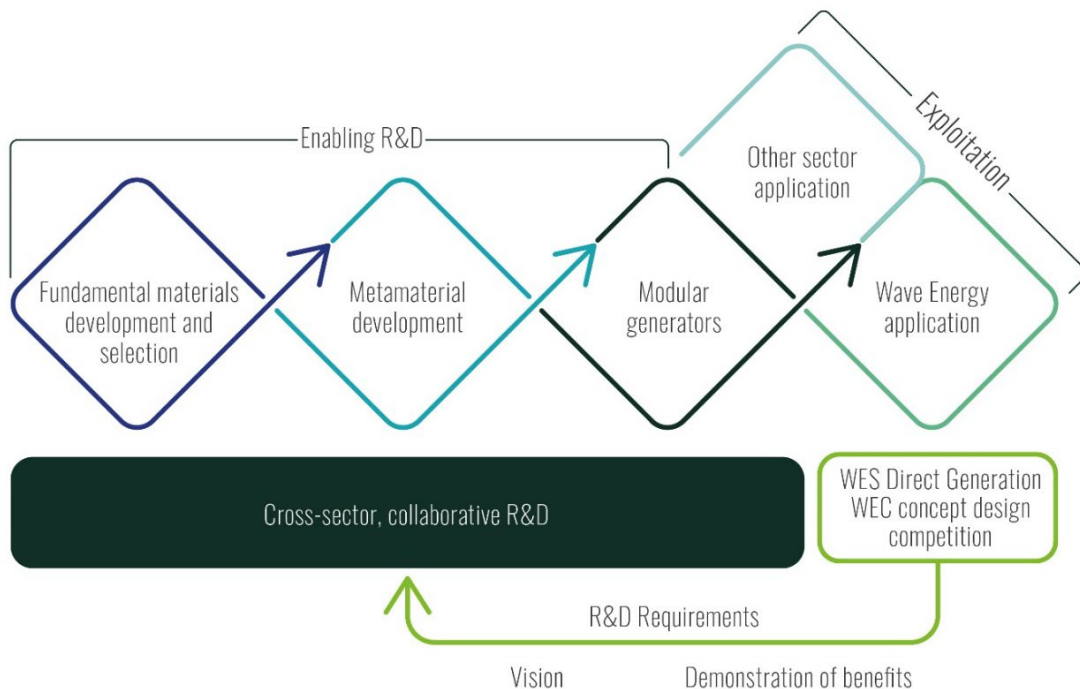 Exploitation
Enabling R&D
Other sector
application
Fundamental materials
development and
selection
Metamaterial
development
Modular
generators
Wave Energy
application
Cross-sector, collaborative R&D
WES Direct Generation
WEC concept design
competition
R&D Requirements
Vision
Demonstration of benefits